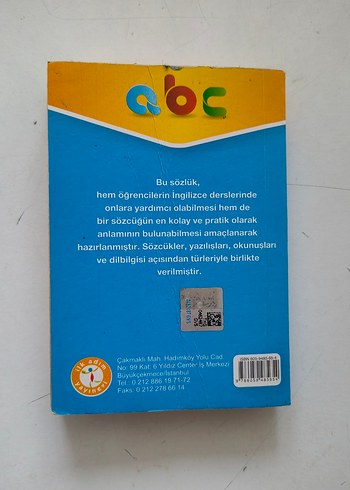 abc
Bu sözlük,
hem öğrencilerin İngilizce derslerinde
onlara yardımcı olabilmesi hem de
bir sözcüğün en kolay ve pratik olarak
anlamının bulunabilmesi amaçlanarak
hazırlanmıştır. Sözcükler, yazılışları, okunuşları
ve dilbilgisi açısından türleriyle birlikte
verilmiştir.
ilk adım
yayınevi
Çakmaklı Mah. Hadımköy Yolu Cad.
No: 99 Kat: 6 Yıldız Center İş Merkezi
Büyükçekmece/İstanbul
Tel: 0 212 886 19 71-72
Faks: 0 212 278 66 14